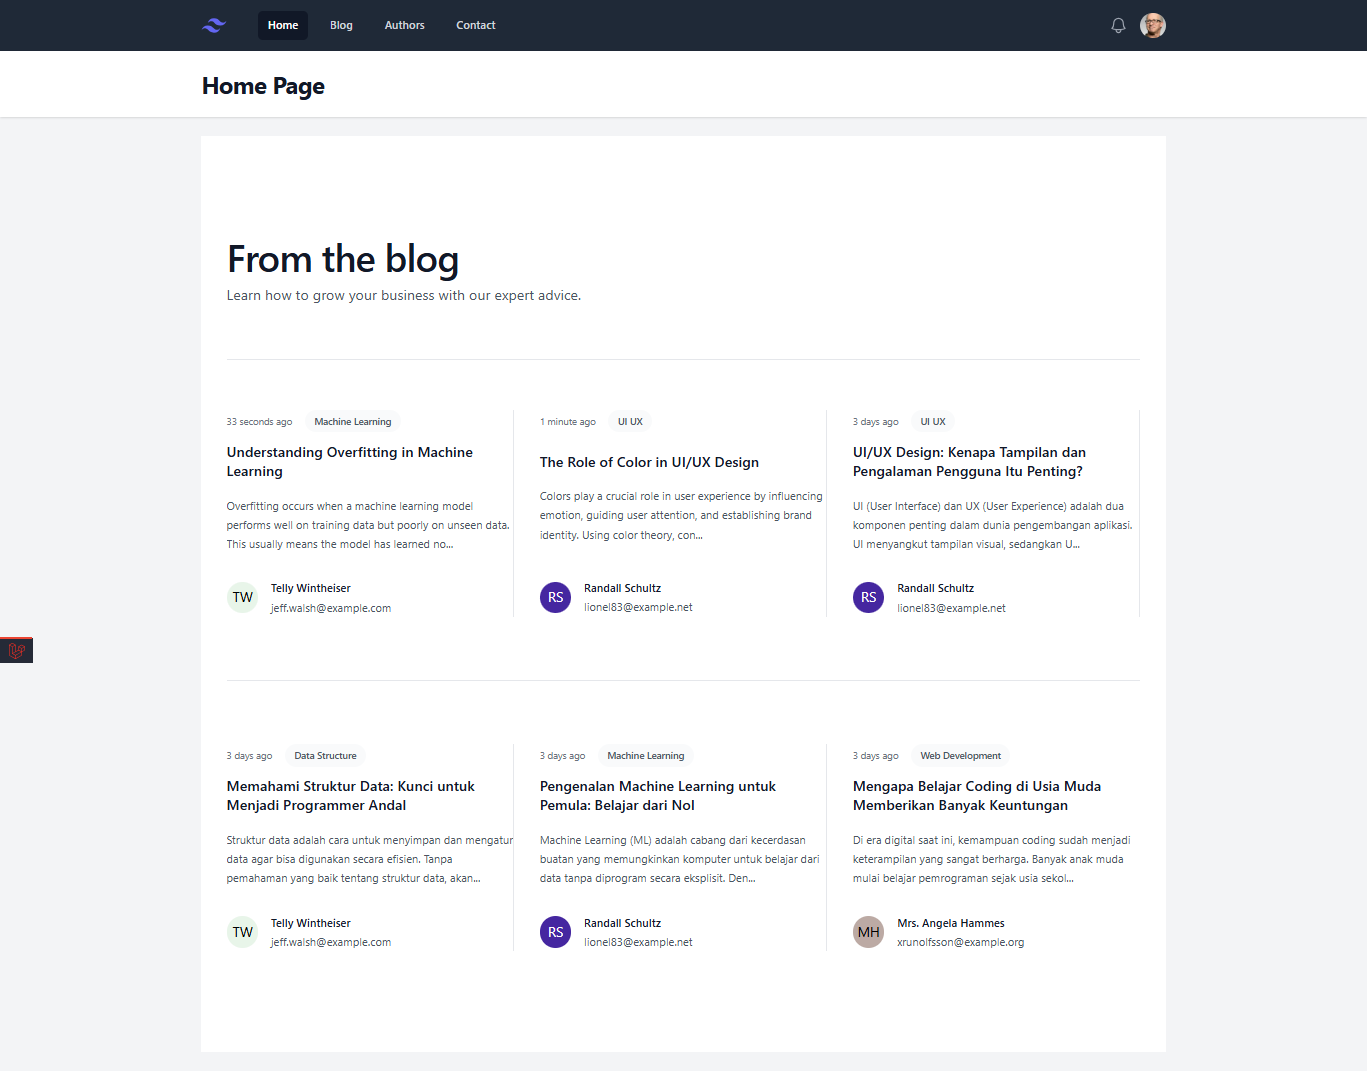 Home Blog Authors Contact
Home Page
From the blog
Learn how to grow your business with our expert advice.
33 seconds ago Machine Learning
Understanding Overfitting in Machine
Learning
Overfitting occurs when a machine learning model
performs well on training data but poorly on unseen data.
This usually means the model has learned no...
TW
Telly Wintheiser
jeff.walsh@example.com
1 minute ago UI UX
The Role of Color in UI/UX Design
Colors play a crucial role in user experience by influencing
emotion, guiding user attention, and establishing brand
identity. Using color theory, con...
RS
Randall Schultz
lionel83@example.net
3 days ago UI UX
UI/UX Design: Kenapa Tampilan dan
Pengalaman Pengguna Itu Penting?
UI (User Interface) dan UX (User Experience) adalah dua
komponen penting dalam dunia pengembangan aplikasi.
UI menyangkut tampilan visual, sedangkan U...
RS
Randall Schultz
lionel83@example.net
3 days ago Data Structure
Memahami Struktur Data: Kunci untuk
Menjadi Programmer Andal
Struktur data adalah cara untuk menyimpan dan mengatur
data agar bisa digunakan secara efisien. Tanpa
pemahaman yang baik tentang struktur data, akan...
TW
Telly Wintheiser
jeff.walsh@example.com
3 days ago Machine Learning
Pengenalan Machine Learning untuk
Pemula: Belajar dari Nol
Machine Learning (ML) adalah cabang dari kecerdasan
buatan yang memungkinkan komputer untuk belajar dari
data tanpa diprogram secara eksplisit. Den...
RS
Randall Schultz
lionel83@example.net
3 days ago Web Development
Mengapa Belajar Coding di Usia Muda
Memberikan Banyak Keuntungan
Di era digital saat ini, kemampuan coding sudah menjadi
keterampilan yang sangat berharga. Banyak anak muda
mulai belajar pemrograman sejak usia sekol...
MH
Mrs. Angela Hammes
xrunolfsson@example.org